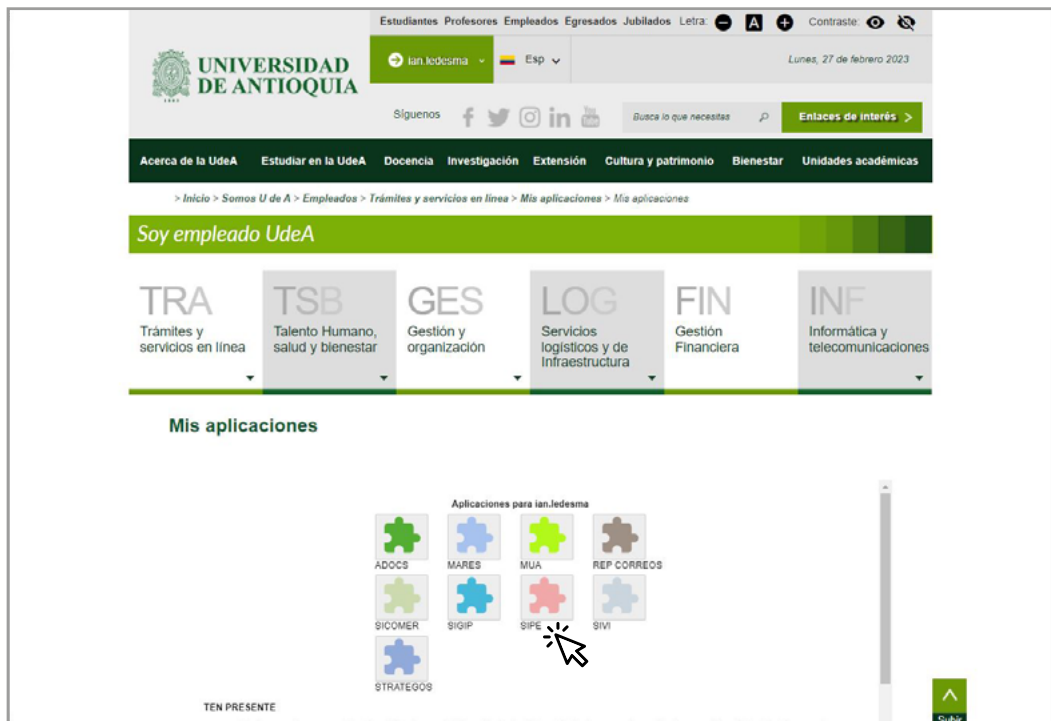 Estudiantes Profesores Empleados Egresados Jubilados Letra: A Contraste:
UNIVERSIDAD
DE ANTIOQUIA
1803
ian.ledesma
Esp
Lunes, 27 de febrero 2023
Síguenos
You Tube
Busca lo que necesitas
Enlaces de interés >
Acerca de la UdeA Estudiar en la UdeA Docencia Investigación Extensión Cultura y patrimonio Bienestar Unidades académicas
> Inicio > Somos U de A > Empleados > Trámites y servicios en línea > Mis aplicaciones > Mis aplicaciones
Soy empleado UdeA
TRA
Trámites y
servicios en línea
TSB
Talento Humano,
salud y bienestar
GES
Gestión y
organización
LOG
Servicios
logísticos y de
Infraestructura
FIN
Gestión
Financiera
INF
Informática y
telecomunicaciones
Mis aplicaciones
Aplicaciones para ian.ledesma
ADOCS MARES MUA REP CORREOS
SICOMER SIGIP SIPE SIVI
STRATEGOS
TEN PRESENTE
Subir